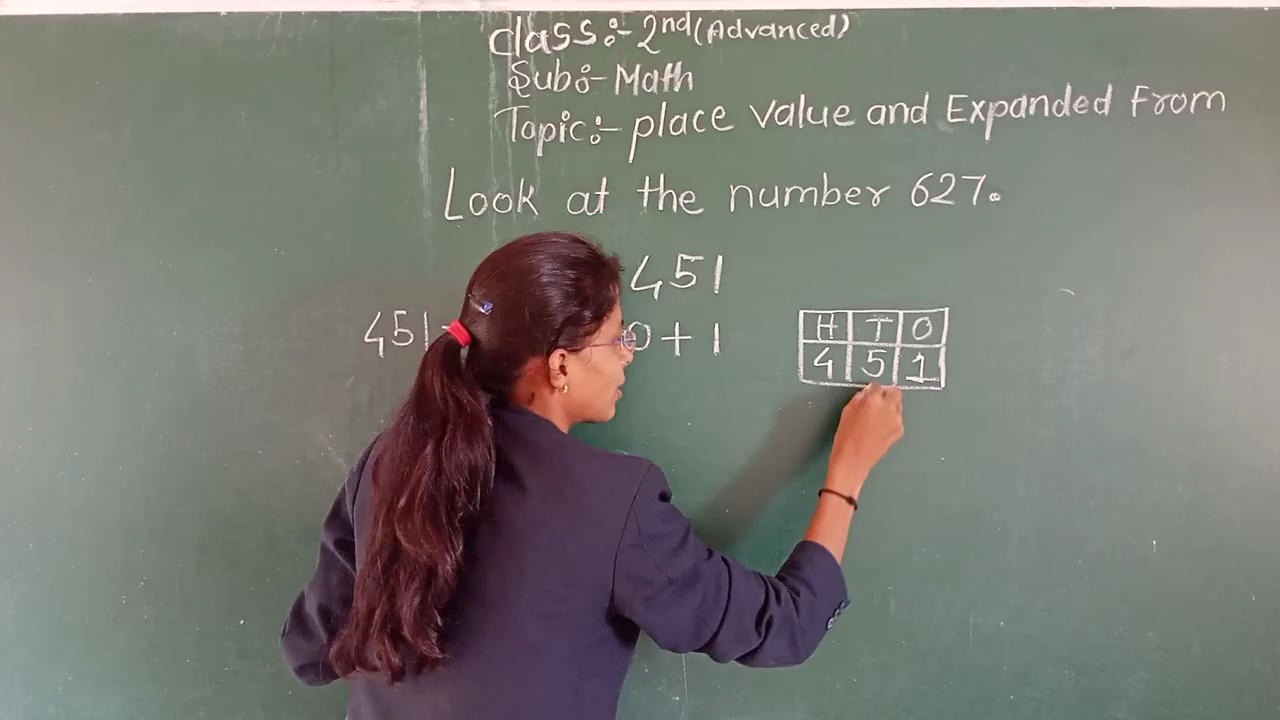 Class:- 2nd (Advanced)
Sub:- Math
Topic:- place value and Expanded From
Look at the number 627.
451
451 0 + 1
H T O
4 5 1